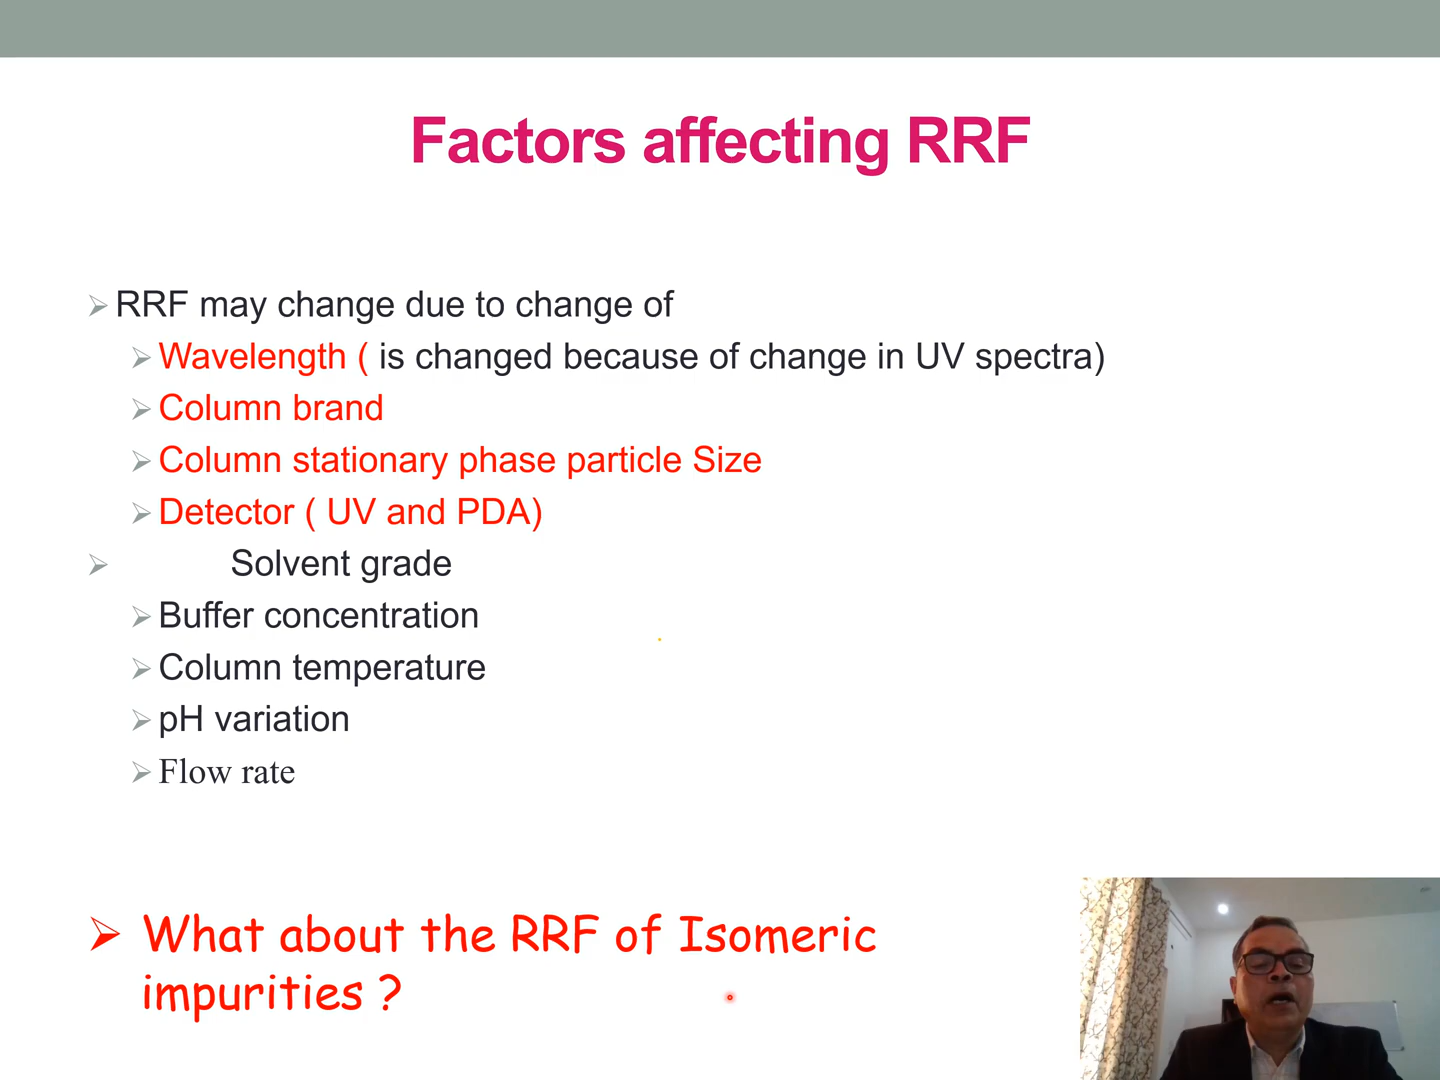 Factors affecting RRF
RRF may change due to change of
Wavelength ( is changed because of change in UV spectra)
Column brand
Column stationary phase particle Size
Detector ( UV and PDA)
Solvent grade
Buffer concentration
Column temperature
pH variation
Flow rate
What about the RRF of Isomeric
impurities ?